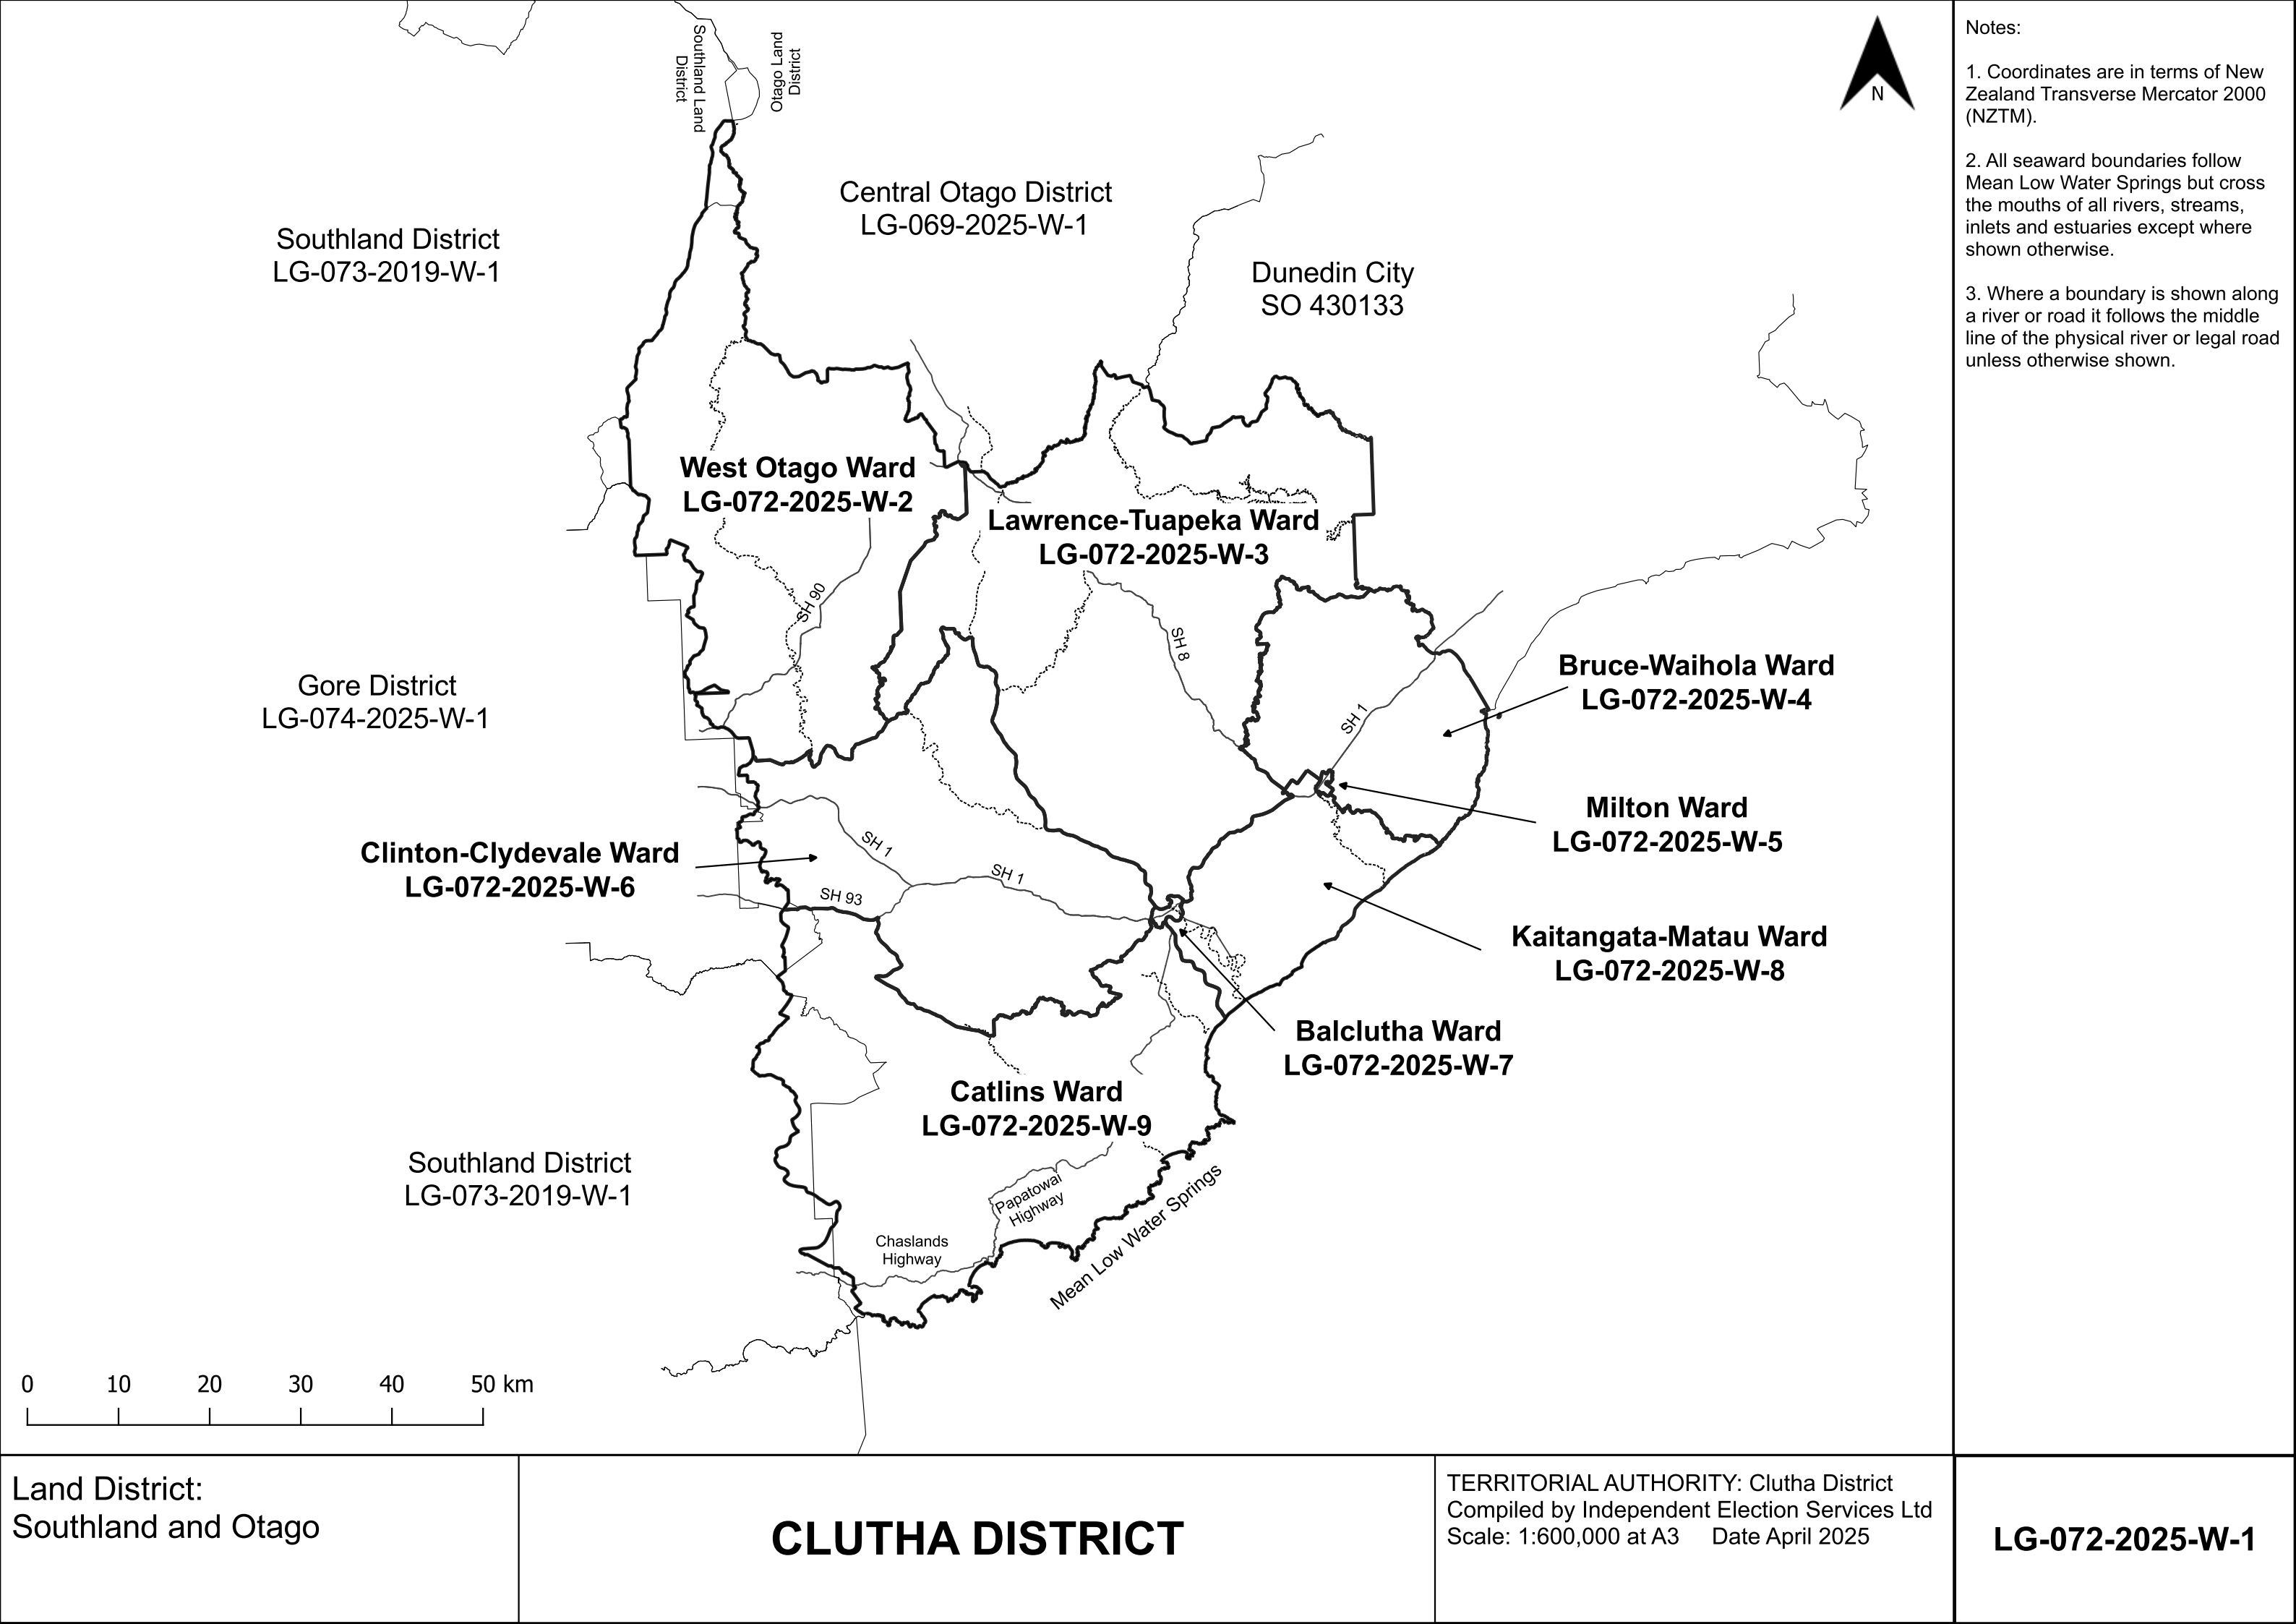 Southland Land
District
Otago Land
District
N
Central Otago District
LG-069-2025-W-1
Southland District
LG-073-2019-W-1
Dunedin City
SO 430133
West Otago Ward
LG-072-2025-W-2
Lawrence-Tuapeka Ward
LG-072-2025-W-3
SH 90
SH 8
Bruce-Waihola Ward
LG-072-2025-W-4
Gore District
LG-074-2025-W-1
SH 1
Milton Ward
LG-072-2025-W-5
Clinton-Clydevale Ward
LG-072-2025-W-6
SH 1
SH 1
SH 93
Kaitangata-Matau Ward
LG-072-2025-W-8
Balclutha Ward
LG-072-2025-W-7
Catlins Ward
LG-072-2025-W-9
Southland District
LG-073-2019-W-1
Papatowai
Highway
Mean Low Water Springs
Chaslands
Highway
0 10 20 30 40 50 km
Notes:
1. Coordinates are in terms of New
Zealand Transverse Mercator 2000
(NZTM).
2. All seaward boundaries follow
Mean Low Water Springs but cross
the mouths of all rivers, streams,
inlets and estuaries except where
shown otherwise.
3. Where a boundary is shown along
a river or road it follows the middle
line of the physical river or legal road
unless otherwise shown.
Land District:
Southland and Otago
CLUTHA DISTRICT
TERRITORIAL AUTHORITY: Clutha District
Compiled by Independent Election Services Ltd
Scale: 1:600,000 at A3 Date April 2025
LG-072-2025-W-1